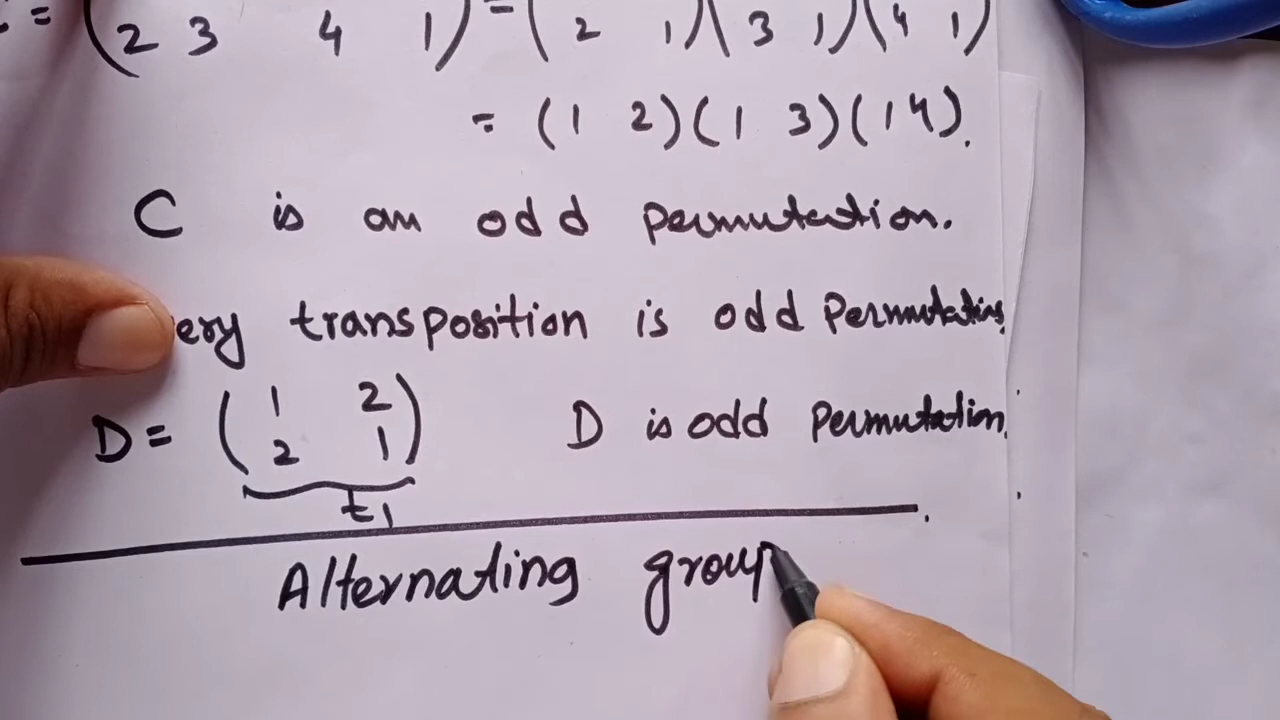 = (2 3 4 1) = (2 1)(3 1)(4 1)
= (1 2)(1 3)(1 4).
C is an odd permutation.
ery transposition is odd Permutations
D = ( 1 2 D is odd Permutation.
2 1 )
t1
Alternating group